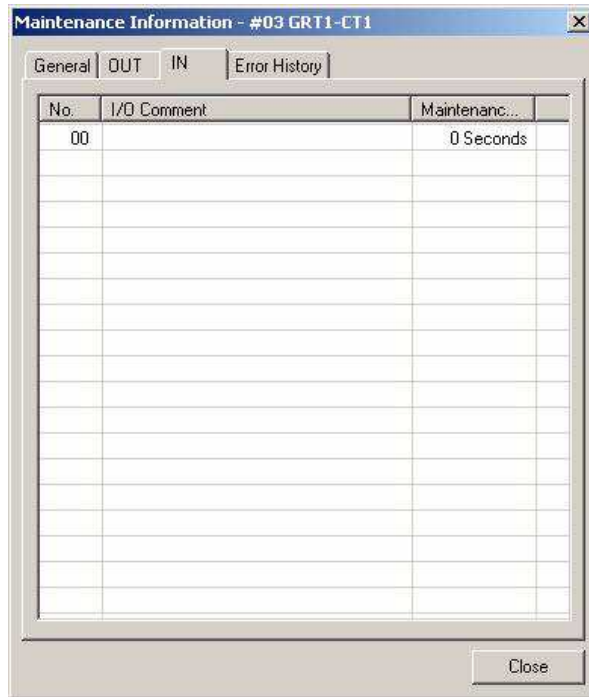 Maintenance Information - #03 GRT1-CT1
General OUT IN Error History
No. I/O Comment Maintenanc...
00 0 Seconds
Close